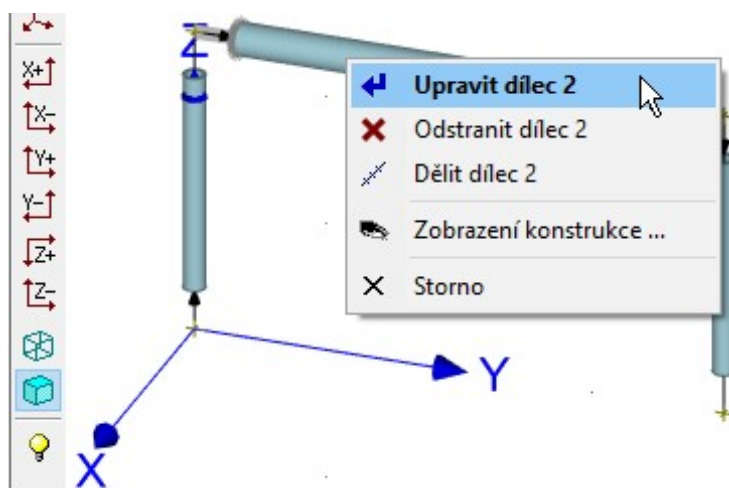 X+
X-
Y+
Y-
Z+
Z-
Z
Upravit dílec 2
Odstranit dílec 2
Dělit dílec 2
Zobrazení konstrukce ...
Storno
Y
X